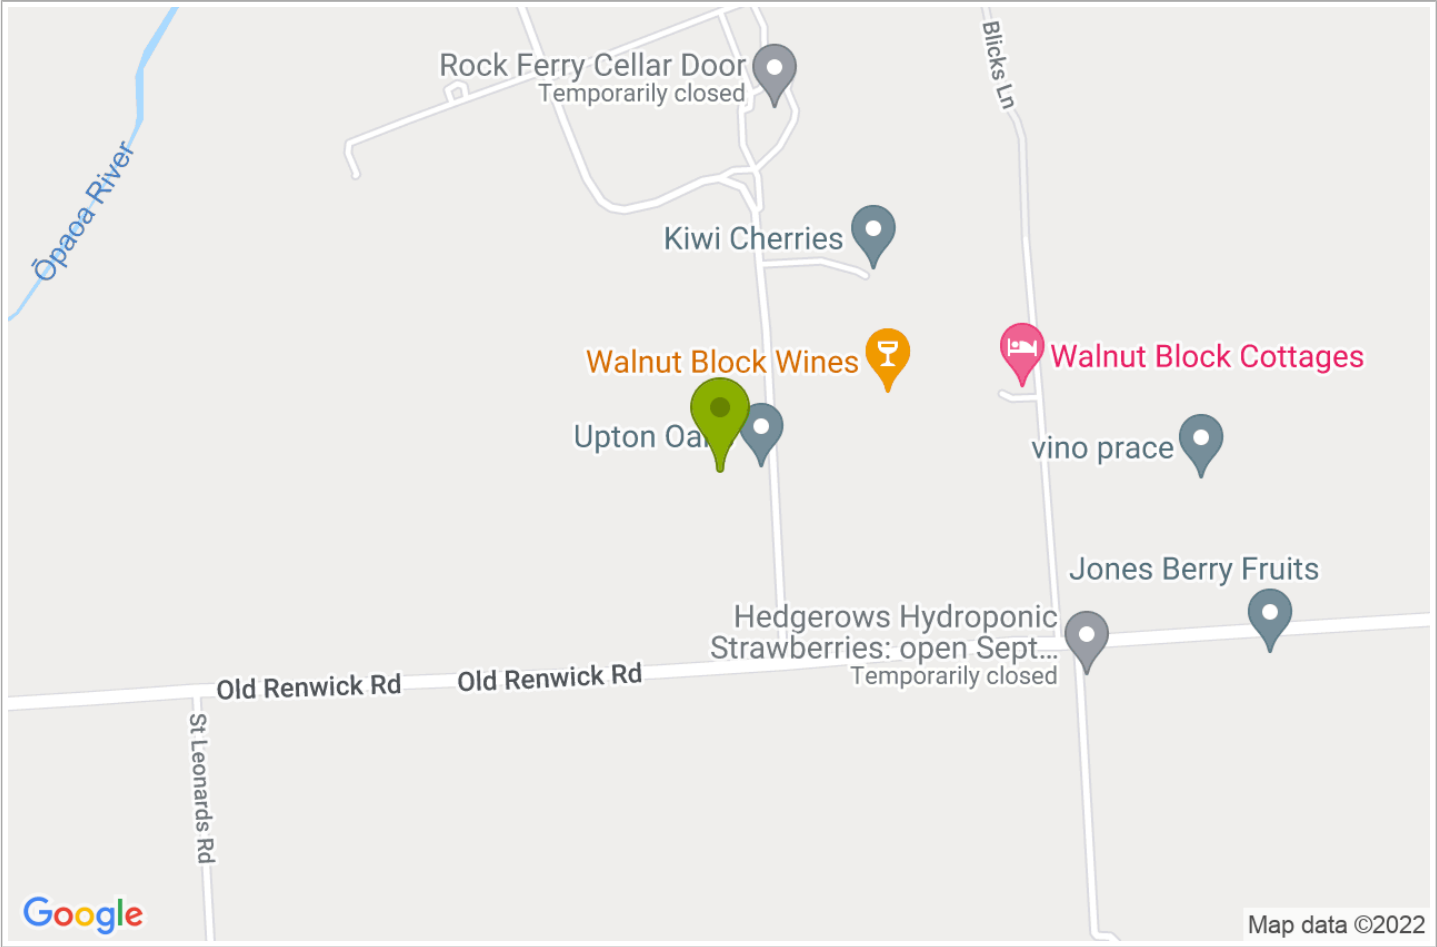 Blicks Ln
Rock Ferry Cellar Door
Temporarily closed
Ōpaoa River
Kiwi Cherries
Walnut Block Wines
Walnut Block Cottages
Upton
vino prace
Jones Berry Fruits
Hedgerows Hydroponic
Strawberries: open Sept...
Temporarily closed
Old Renwick Rd
Old Renwick Rd
St Leonards Rd
Google
Map data ©2022